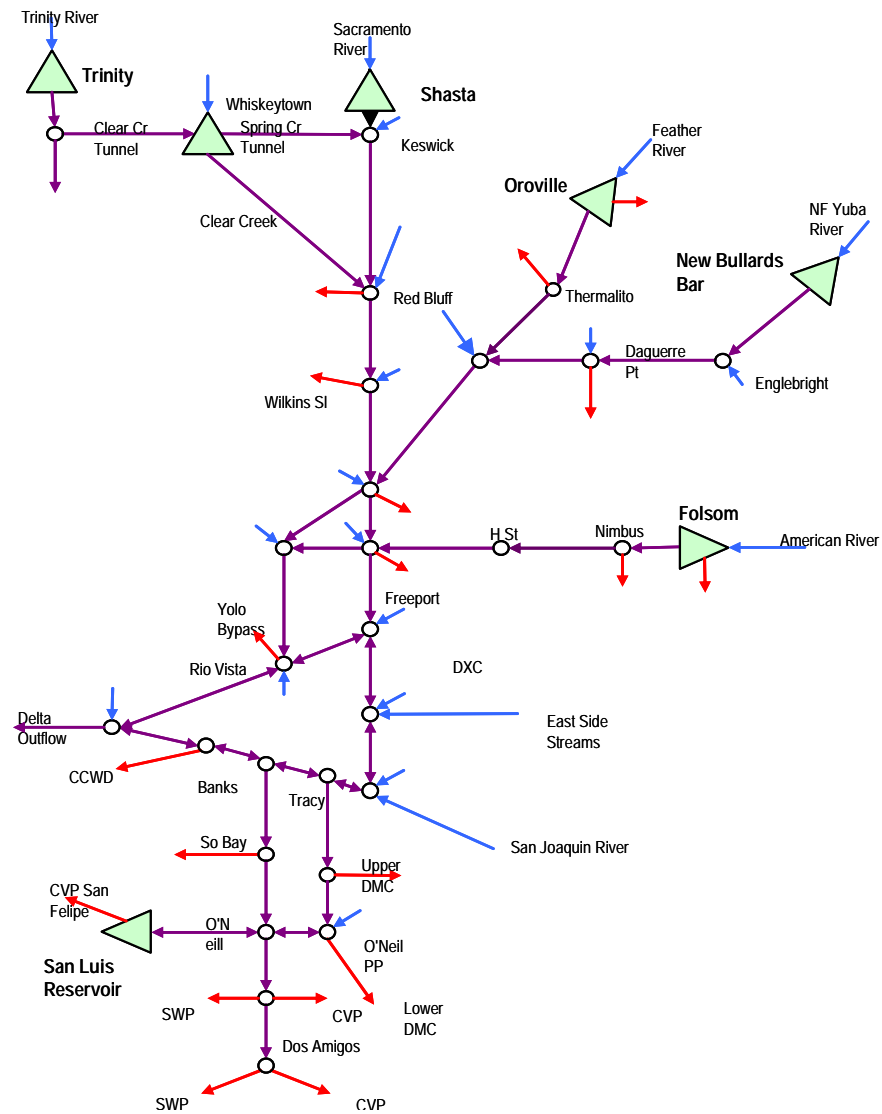 Trinity River
Trinity
Sacramento
River
Shasta
Whiskeytown
Clear Cr
Tunnel
Spring Cr
Tunnel
Keswick
Feather
River
Oroville
NF Yuba
River
Clear Creek
New Bullards
Bar
Red Bluff
Thermalito
Daguerre
Pt
Englebright
Wilkins Sl
Folsom
H St
Nimbus
American River
Freeport
Yolo
Bypass
Rio Vista
DXC
Delta
Outflow
East Side
Streams
CCWD
Banks
Tracy
So Bay
San Joaquin River
Upper
DMC
CVP San
Felipe
O'N
eill
O'Neil
PP
San Luis
Reservoir
SWP
CVP
Lower
DMC
Dos Amigos
SWP
CVP